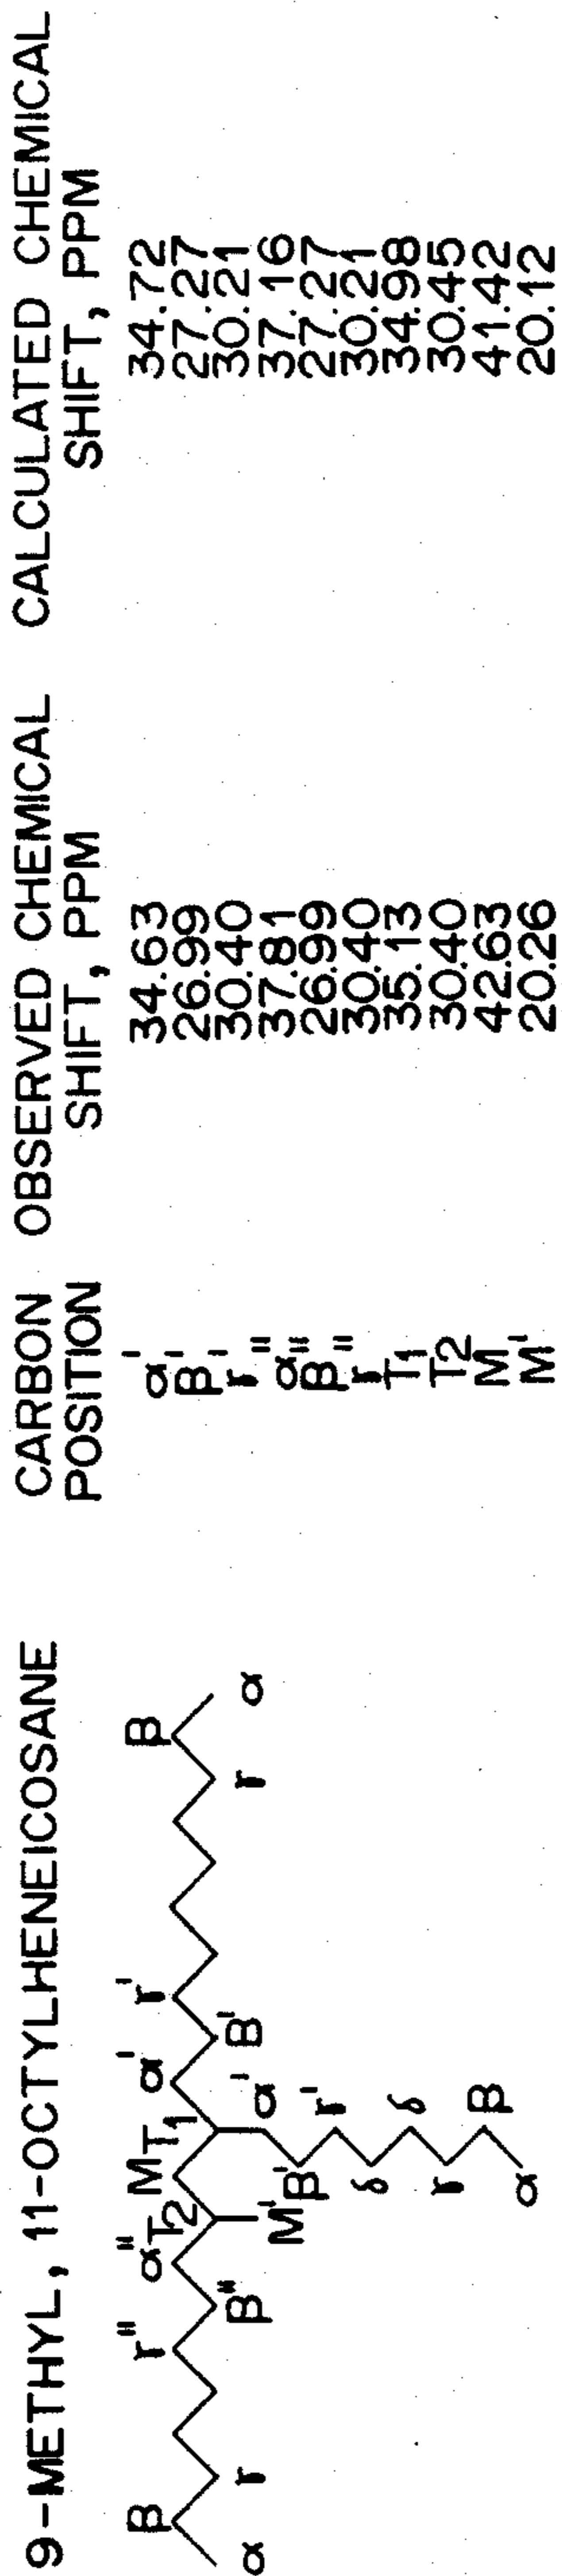 9-METHYL, 11-OCTYLHENEICOSANE
β γ" α" T2 M T1 α' γ' β
α γ β" M' α' β' γ α
β' γ'
δ δ
γ β
α
CARBON OBSERVED CHEMICAL CALCULATED CHEMICAL
POSITION SHIFT, PPM SHIFT, PPM
α' 34.63 34.72
β' 26.99 27.27
γ' 30.40 30.21
α" 37.81 37.16
β" 26.99 27.27
γ" 30.40 30.21
T1 35.13 34.98
T2 30.40 30.45
M 42.63 41.42
M' 20.26 20.12